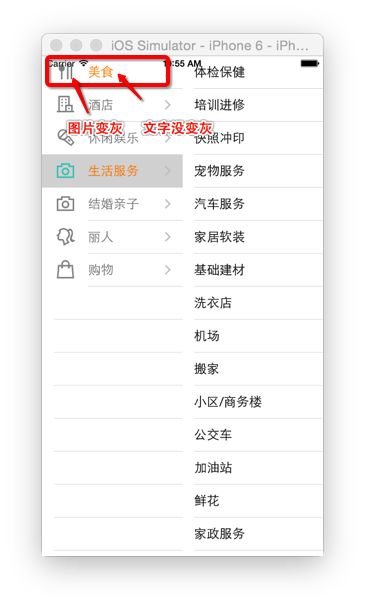 iOS Simulator - iPhone 6 - iPh...
Carrier 10:55 AM
美食
酒店
图片变灰 文字没变灰
休闲娱乐
生活服务
结婚亲子
丽人
购物
体检保健
培训进修
快照冲印
宠物服务
汽车服务
家居软装
基础建材
洗衣店
机场
搬家
小区/商务楼
公交车
加油站
鲜花
家政服务